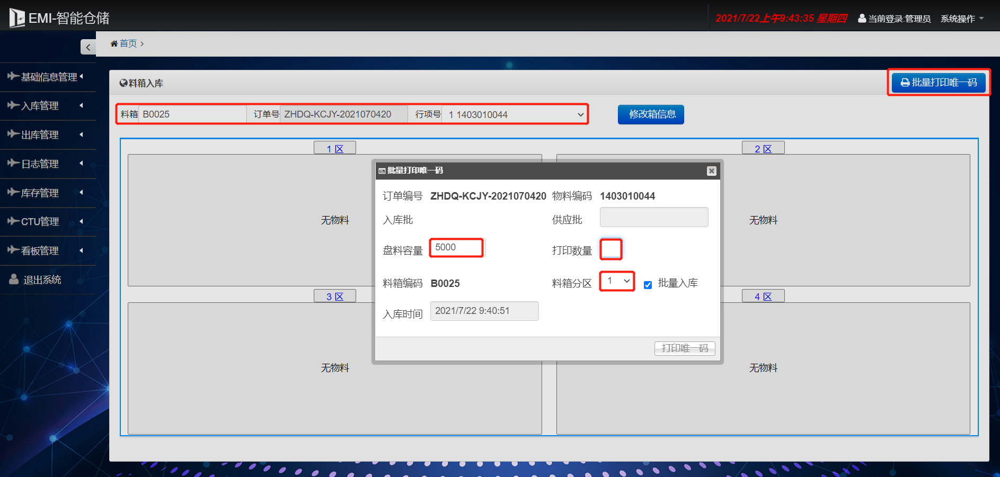 EMI-智能仓储
2021/7/22上午9:43:35 星期四
当前登录:管理员
系统操作
首页 >
基础信息管理
入库管理
出库管理
日志管理
库存管理
CTU管理
看板管理
退出系统
料箱入库
批量打印唯一码
料箱 B0025 订单号 ZHDQ-KCJY-2021070420 行项号 1 1403010044
修改箱信息
1 区
无物料
2 区
无物料
3 区
无物料
4 区
无物料
批量打印唯一码
订单编号 ZHDQ-KCJY-2021070420 物料编码 1403010044
入库批 供应批
盘料容量 5000 打印数量
料箱编码 B0025 料箱分区 1 批量入库
入库时间 2021/7/22 9:40:51
打印唯一码